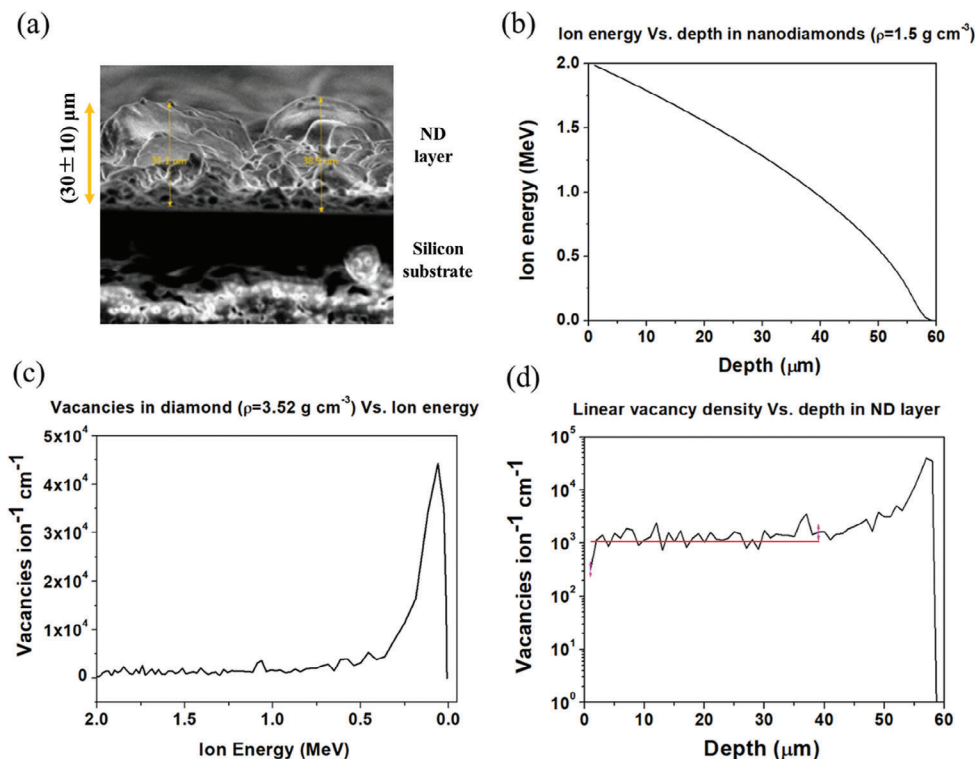 (a)
(30±10) μm
ND
layer
Silicon
substrate
(b)
Ion energy Vs. depth in nanodiamonds (ρ=1.5 g cm⁻³)
Ion energy (MeV)
2.0
1.5
1.0
0.5
0.0
0 10 20 30 40 50 60
Depth (μm)
(c)
Vacancies in diamond (ρ=3.52 g cm⁻³) Vs. Ion energy
Vacancies ion⁻¹ cm⁻¹
5x10⁴
4x10⁴
3x10⁴
2x10⁴
1x10⁴
0
2.0 1.5 1.0 0.5 0.0
Ion Energy (MeV)
(d)
Linear vacancy density Vs. depth in ND layer
Vacancies ion⁻¹ cm⁻¹
10⁵
10⁴
10³
10²
10¹
10⁰
0 10 20 30 40 50 60
Depth (μm)